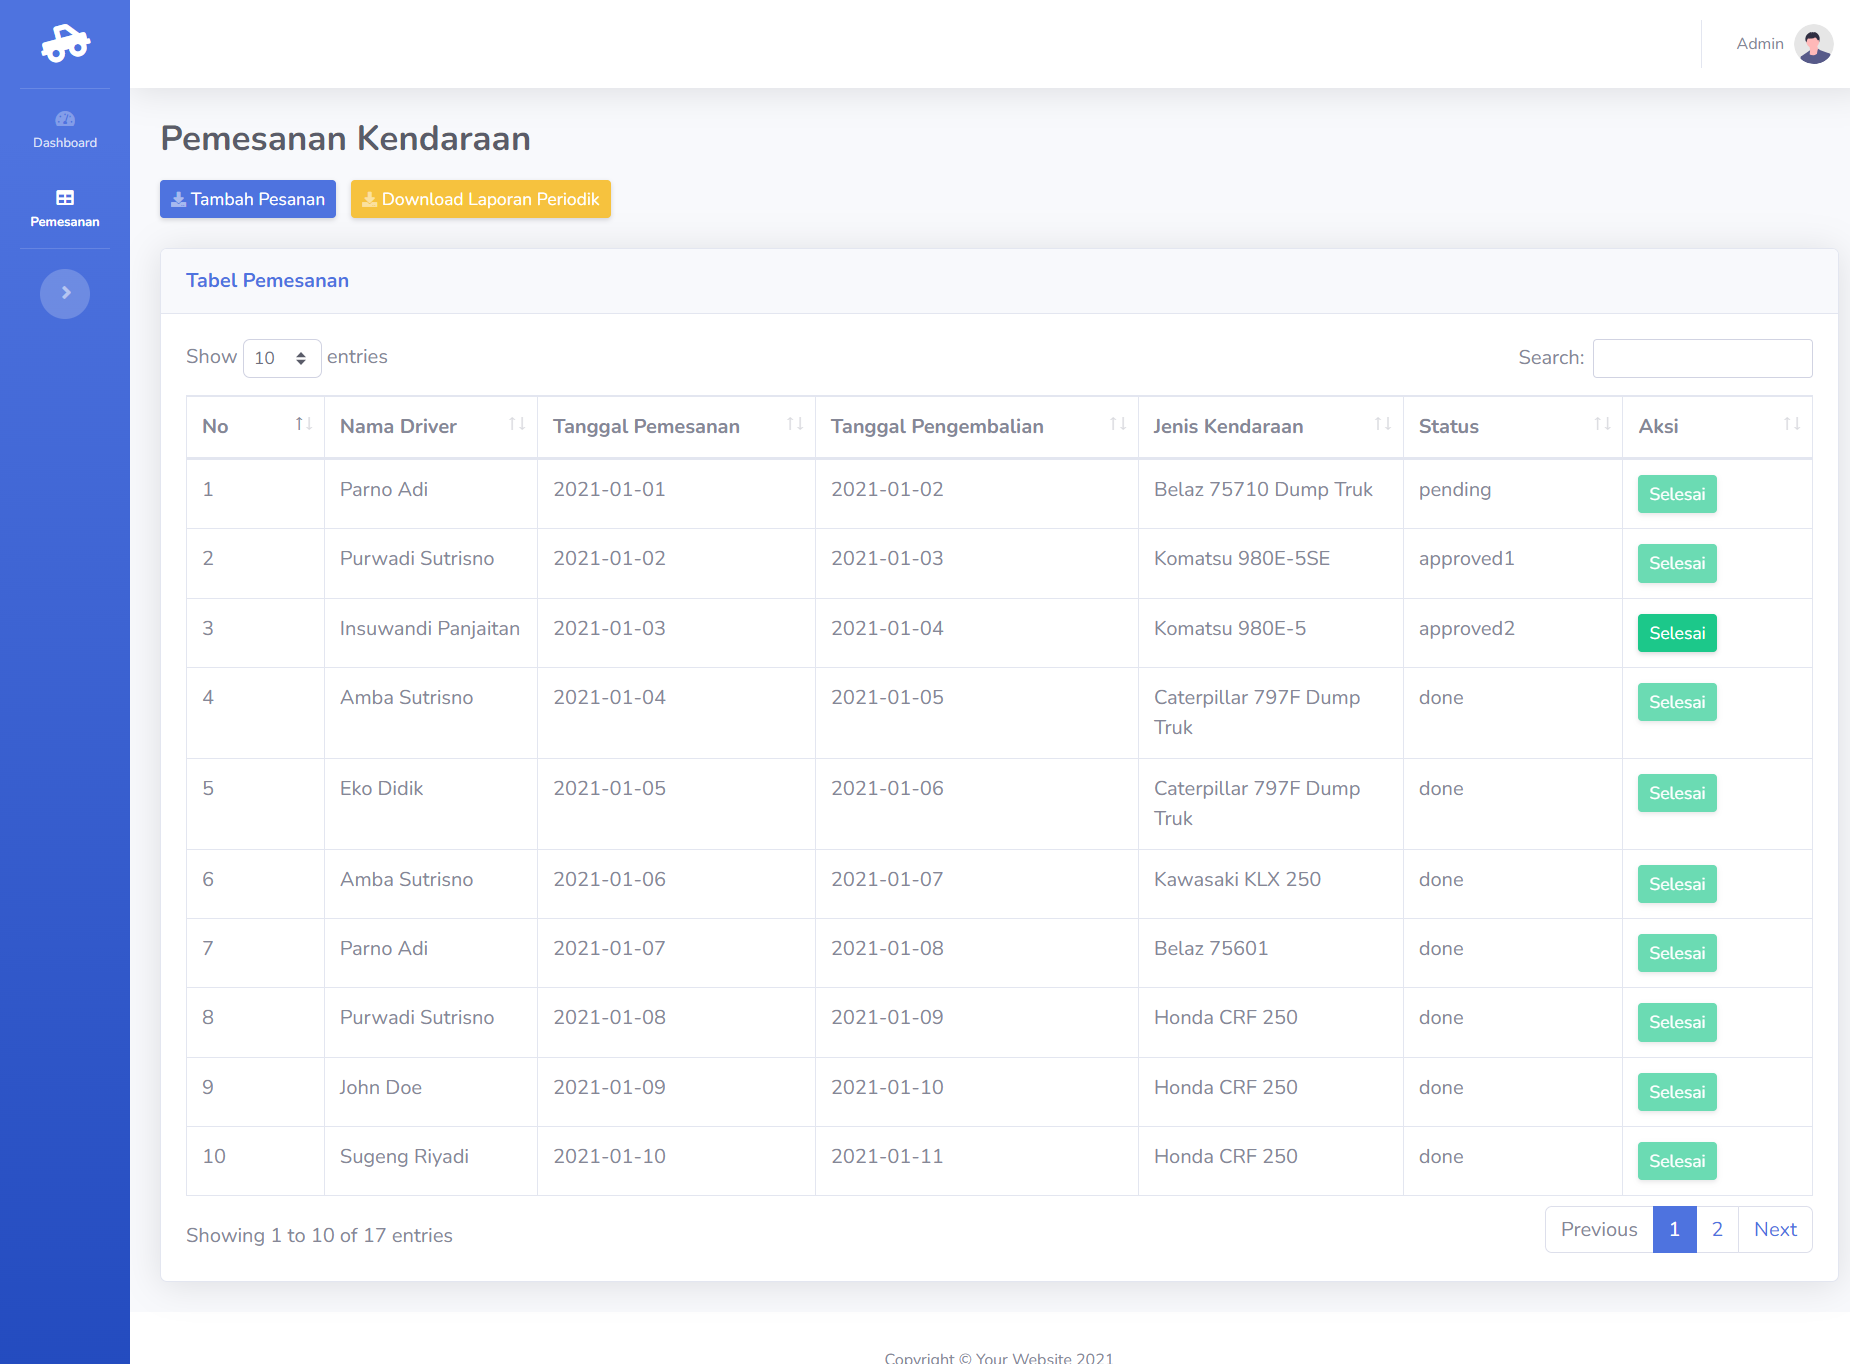 Admin
Dashboard
Pemesanan
Pemesanan Kendaraan
Tambah Pesanan Download Laporan Periodik
Tabel Pemesanan
Show 10 entries Search:
No Nama Driver Tanggal Pemesanan Tanggal Pengembalian Jenis Kendaraan Status Aksi
1 Parno Adi 2021-01-01 2021-01-02 Belaz 75710 Dump Truk pending Selesai
2 Purwadi Sutrisno 2021-01-02 2021-01-03 Komatsu 980E-5SE approved1 Selesai
3 Insuwandi Panjaitan 2021-01-03 2021-01-04 Komatsu 980E-5 approved2 Selesai
4 Amba Sutrisno 2021-01-04 2021-01-05 Caterpillar 797F Dump done Selesai
Truk
5 Eko Didik 2021-01-05 2021-01-06 Caterpillar 797F Dump done Selesai
Truk
6 Amba Sutrisno 2021-01-06 2021-01-07 Kawasaki KLX 250 done Selesai
7 Parno Adi 2021-01-07 2021-01-08 Belaz 75601 done Selesai
8 Purwadi Sutrisno 2021-01-08 2021-01-09 Honda CRF 250 done Selesai
9 John Doe 2021-01-09 2021-01-10 Honda CRF 250 done Selesai
10 Sugeng Riyadi 2021-01-10 2021-01-11 Honda CRF 250 done Selesai
Showing 1 to 10 of 17 entries Previous 1 2 Next
Copyright © Your Website 2021